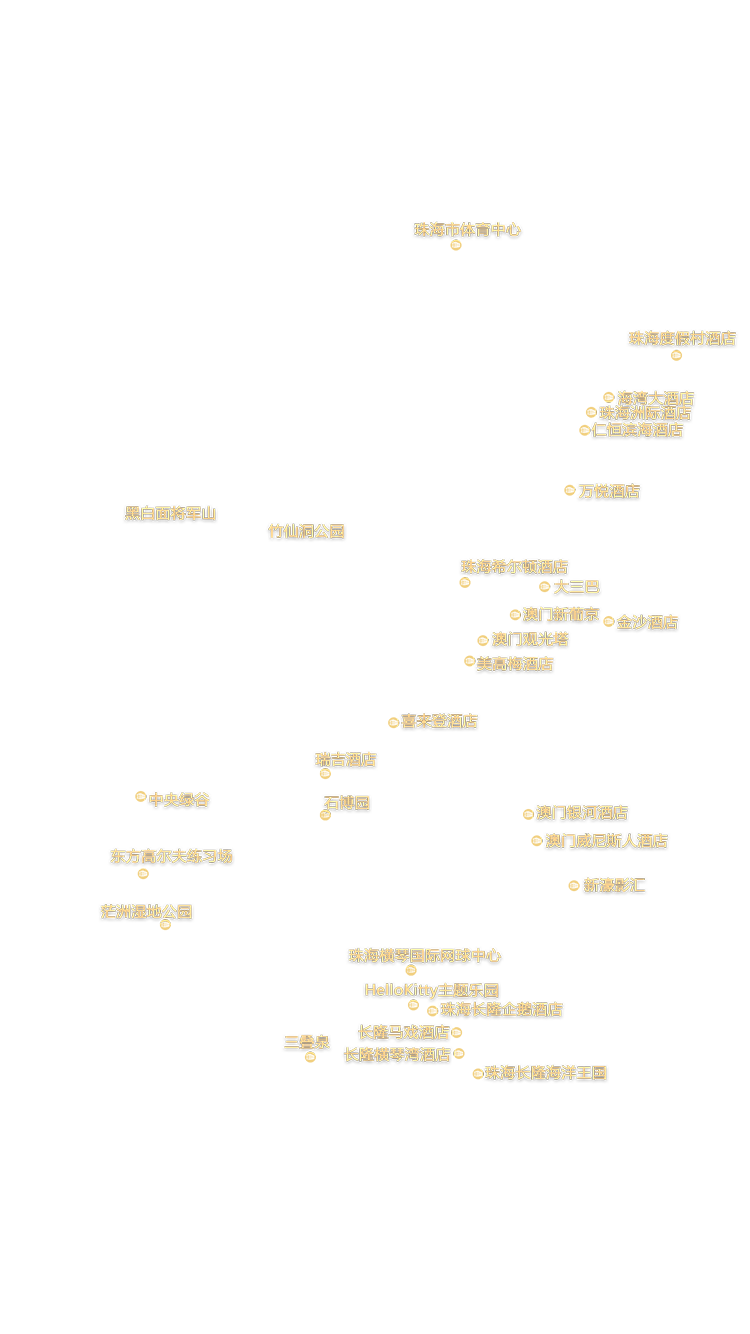 珠海市体育中心
珠海度假村酒店
海湾大酒店
珠海洲际酒店
仁恒滨海酒店
万悦酒店
黑白面将军山
竹仙洞公园
珠海希尔顿酒店
大三巴
澳门新葡京
金沙酒店
澳门观光塔
美高梅酒店
喜来登酒店
瑞吉酒店
中央绿谷
石博园
澳门银河酒店
澳门威尼斯人酒店
东方高尔夫练习场
新濠影汇
芒洲湿地公园
珠海横琴国际网球中心
HelloKitty主题乐园
珠海长隆企鹅酒店
长隆马戏酒店
三叠泉
长隆横琴湾酒店
珠海长隆海洋王国